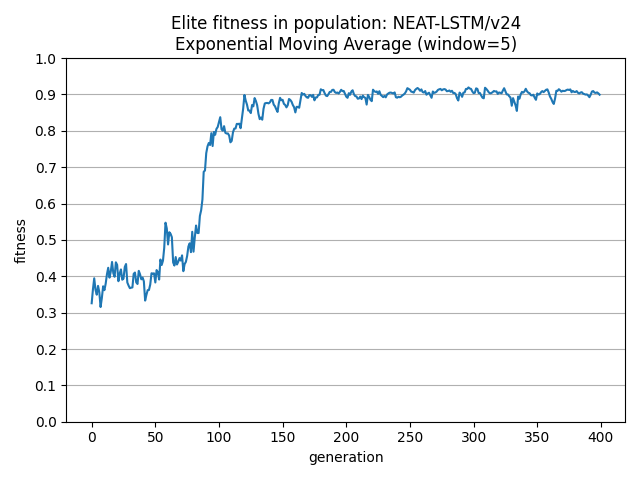 Elite fitness in population: NEAT-LSTM/v24
Exponential Moving Average (window=5)
1.0
0.9
0.8
0.7
0.6
0.5
0.4
0.3
0.2
0.1
0.0
fitness
0 50 100 150 200 250 300 350 400
generation